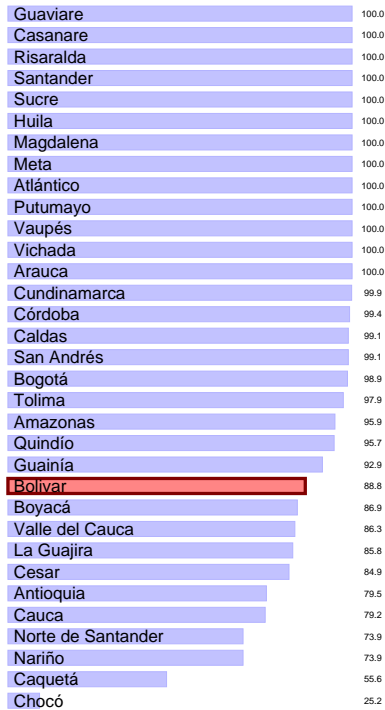 Guaviare 100.0
Casanare 100.0
Risaralda 100.0
Santander 100.0
Sucre 100.0
Huila 100.0
Magdalena 100.0
Meta 100.0
Atlántico 100.0
Putumayo 100.0
Vaupés 100.0
Vichada 100.0
Arauca 100.0
Cundinamarca 99.9
Córdoba 99.4
Caldas 99.1
San Andrés 99.1
Bogotá 98.9
Tolima 97.9
Amazonas 95.9
Quindío 95.7
Guainía 92.9
Bolivar 88.8
Boyacá 86.9
Valle del Cauca 86.3
La Guajira 85.8
Cesar 84.9
Antioquia 79.5
Cauca 79.2
Norte de Santander 73.9
Nariño 73.9
Caquetá 55.6
Chocó 25.2